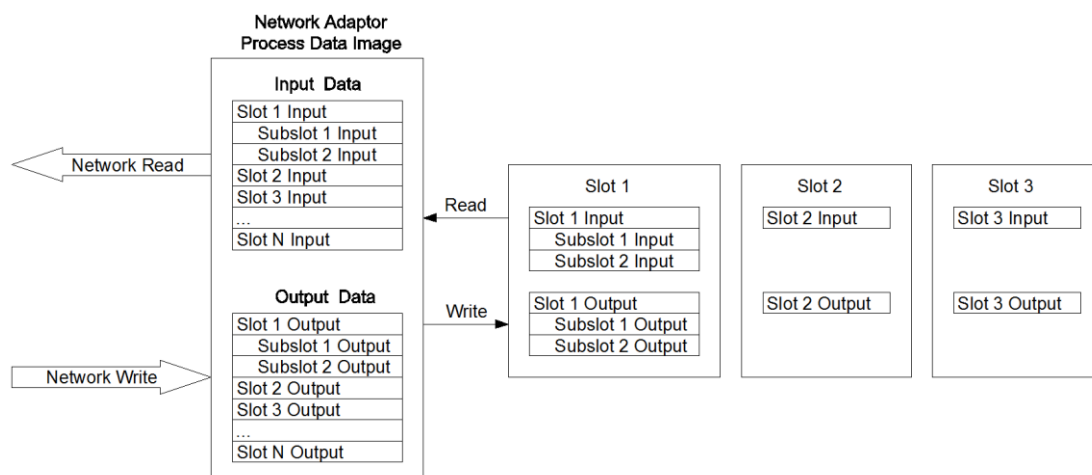 Network Adaptor
Process Data Image
Input Data
Slot 1 Input
Subslot 1 Input
Subslot 2 Input
Slot 2 Input
Slot 3 Input
...
Slot N Input
Output Data
Slot 1 Output
Subslot 1 Output
Subslot 2 Output
Slot 2 Output
Slot 3 Output
...
Slot N Output
Network Read
Network Write
Read
Write
Slot 1
Slot 1 Input
Subslot 1 Input
Subslot 2 Input
Slot 1 Output
Subslot 1 Output
Subslot 2 Output
Slot 2
Slot 2 Input
Slot 2 Output
Slot 3
Slot 3 Input
Slot 3 Output